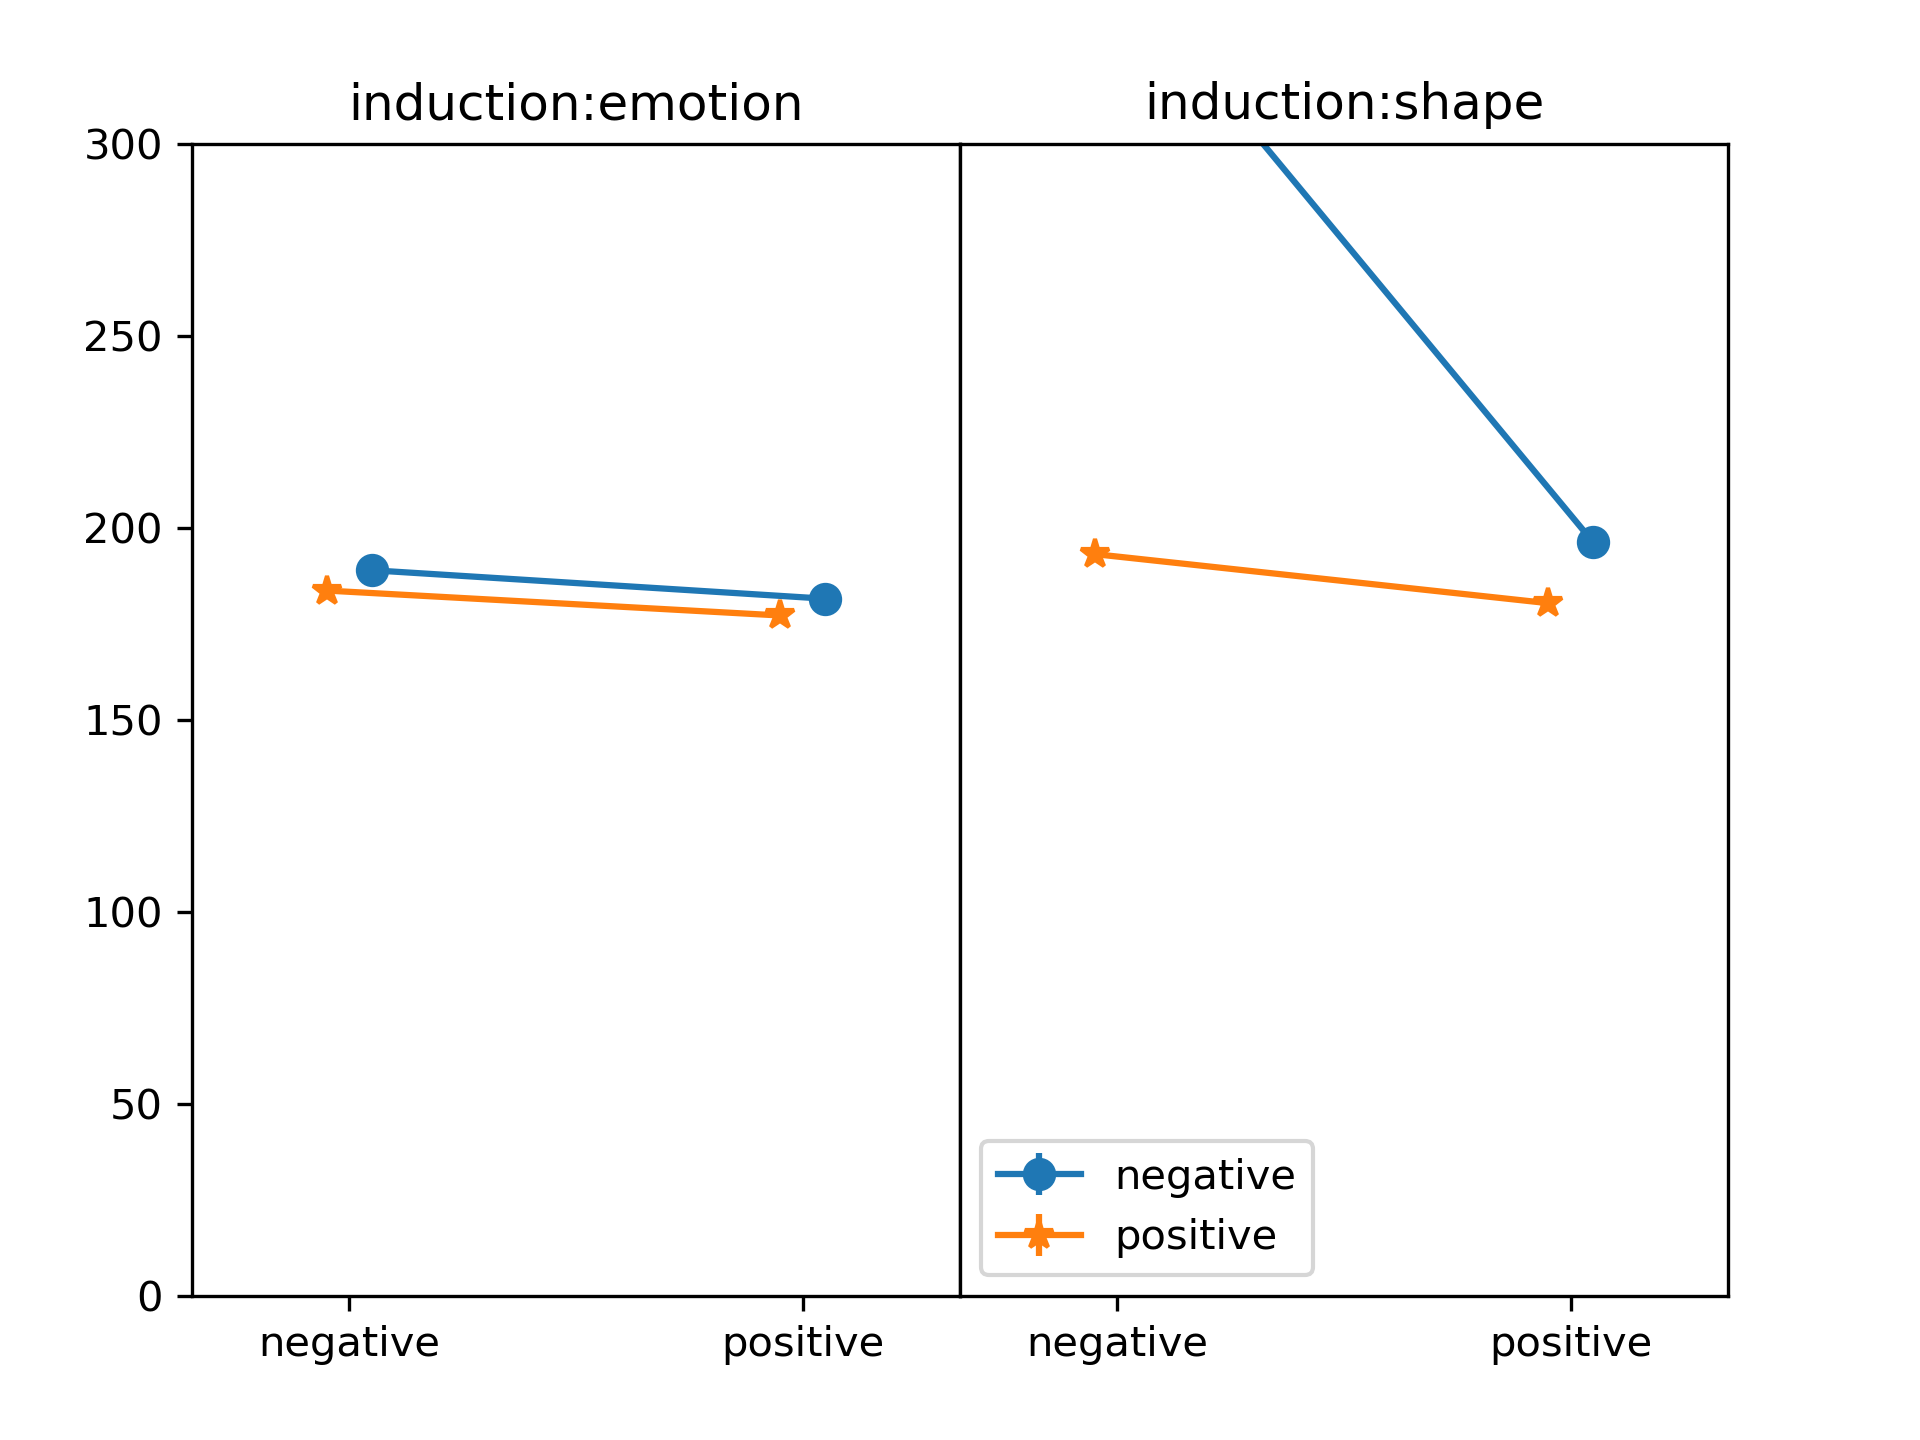 induction:emotion
induction:shape
300
250
200
150
100
50
0
negative
positive
negative
positive
negative
positive